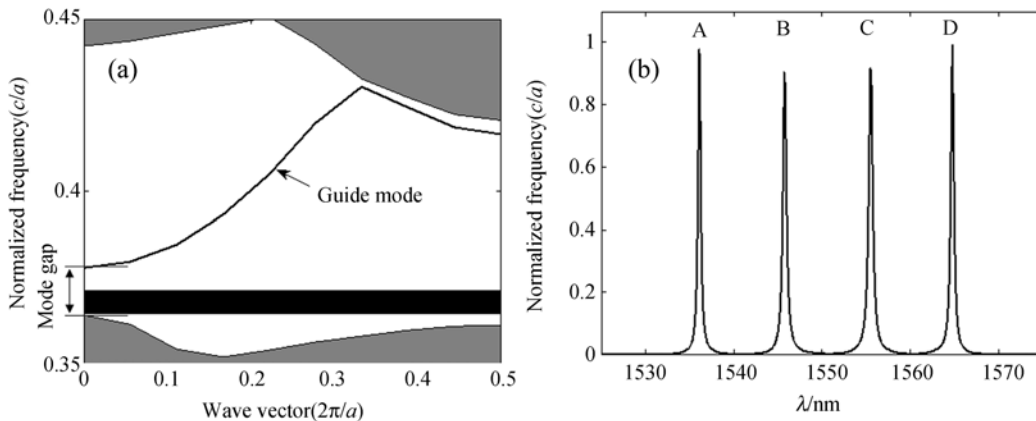 (a)
Normalized frequency(c/a)
0.45
0.4
0.35
Mode gap
Guide mode
0 0.1 0.2 0.3 0.4 0.5
Wave vector(2π/a)
(b)
A B C D
Normalized frequency(c/a)
1
0.8
0.6
0.4
0.2
0
1530 1540 1550 1560 1570
λ/nm